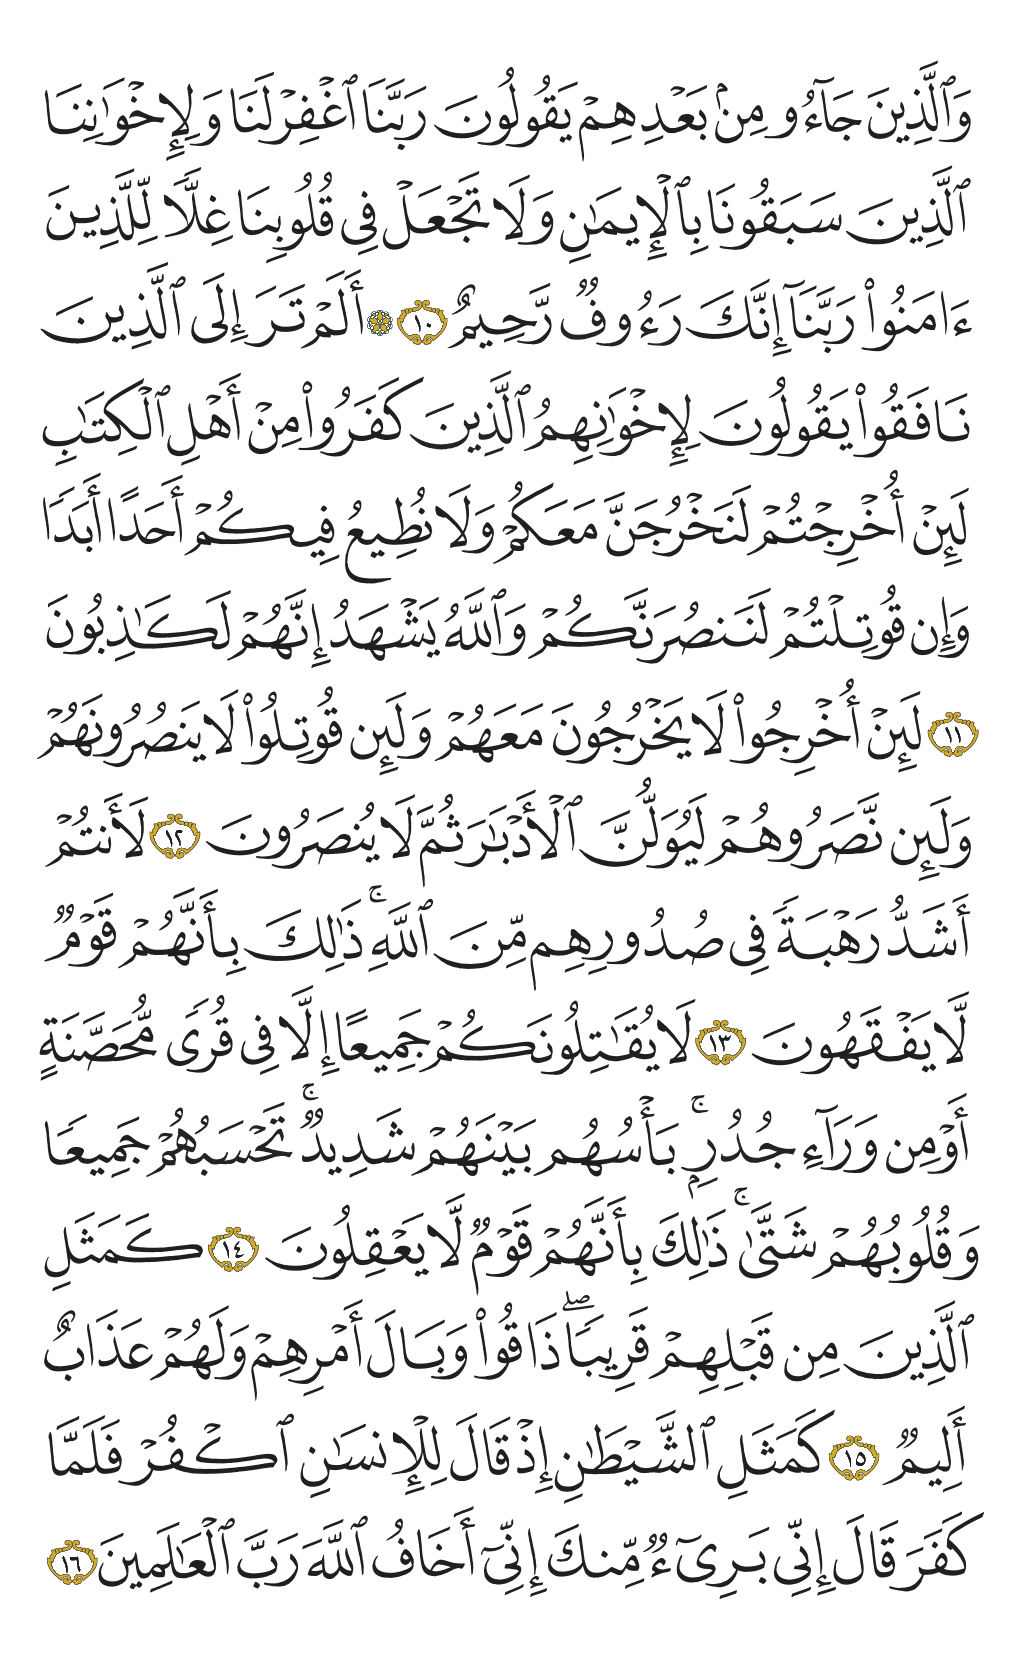 وَٱلَّذِينَ جَآءُو مِنۢ بَعۡدِهِمۡ يَقُولُونَ رَبَّنَا ٱغۡفِرۡ لَنَا وَلِإِخۡوَٰنِنَا
ٱلَّذِينَ سَبَقُونَا بِٱلۡإِيمَٰنِ وَلَا تَجۡعَلۡ فِي قُلُوبِنَا غِلّٗا لِّلَّذِينَ
ءَامَنُواْ رَبَّنَآ إِنَّكَ رَءُوفٞ رَّحِيمٌ ١٠ ۞ أَلَمۡ تَرَ إِلَى ٱلَّذِينَ
نَافَقُواْ يَقُولُونَ لِإِخۡوَٰنِهِمُ ٱلَّذِينَ كَفَرُواْ مِنۡ أَهۡلِ ٱلۡكِتَٰبِ
لَئِنۡ أُخۡرِجۡتُمۡ لَنَخۡرُجَنَّ مَعَكُمۡ وَلَا نُطِيعُ فِيكُمۡ أَحَدًا أَبَدٗا
وَإِن قُوتِلۡتُمۡ لَنَنصُرَنَّكُمۡ وَٱللَّهُ يَشۡهَدُ إِنَّهُمۡ لَكَٰذِبُونَ
١١ لَئِنۡ أُخۡرِجُواْ لَا يَخۡرُجُونَ مَعَهُمۡ وَلَئِن قُوتِلُواْ لَا يَنصُرُونَهُمۡ
وَلَئِن نَّصَرُوهُمۡ لَيُوَلُّنَّ ٱلۡأَدۡبَٰرَ ثُمَّ لَا يُنصَرُونَ ١٢ لَأَنتُمۡ
أَشَدُّ رَهۡبَةٗ فِي صُدُورِهِم مِّنَ ٱللَّهِۚ ذَٰلِكَ بِأَنَّهُمۡ قَوۡمٞ
لَّا يَفۡقَهُونَ ١٣ لَا يُقَٰتِلُونَكُمۡ جَمِيعًا إِلَّا فِي قُرٗى مُّحَصَّنَةٍ
أَوۡ مِن وَرَآءِ جُدُرِۭۚ بَأۡسُهُم بَيۡنَهُمۡ شَدِيدٞۚ تَحۡسَبُهُمۡ جَمِيعٗا
وَقُلُوبُهُمۡ شَتَّىٰۚ ذَٰلِكَ بِأَنَّهُمۡ قَوۡمٞ لَّا يَعۡقِلُونَ ١٤ كَمَثَلِ
ٱلَّذِينَ مِن قَبۡلِهِمۡ قَرِيبٗاۖ ذَاقُواْ وَبَالَ أَمۡرِهِمۡ وَلَهُمۡ عَذَابٌ
أَلِيمٞ ١٥ كَمَثَلِ ٱلشَّيۡطَٰنِ إِذۡ قَالَ لِلۡإِنسَٰنِ ٱكۡفُرۡ فَلَمَّا
كَفَرَ قَالَ إِنِّي بَرِيٓءٞ مِّنكَ إِنِّيٓ أَخَافُ ٱللَّهَ رَبَّ ٱلۡعَٰلَمِينَ ١٦